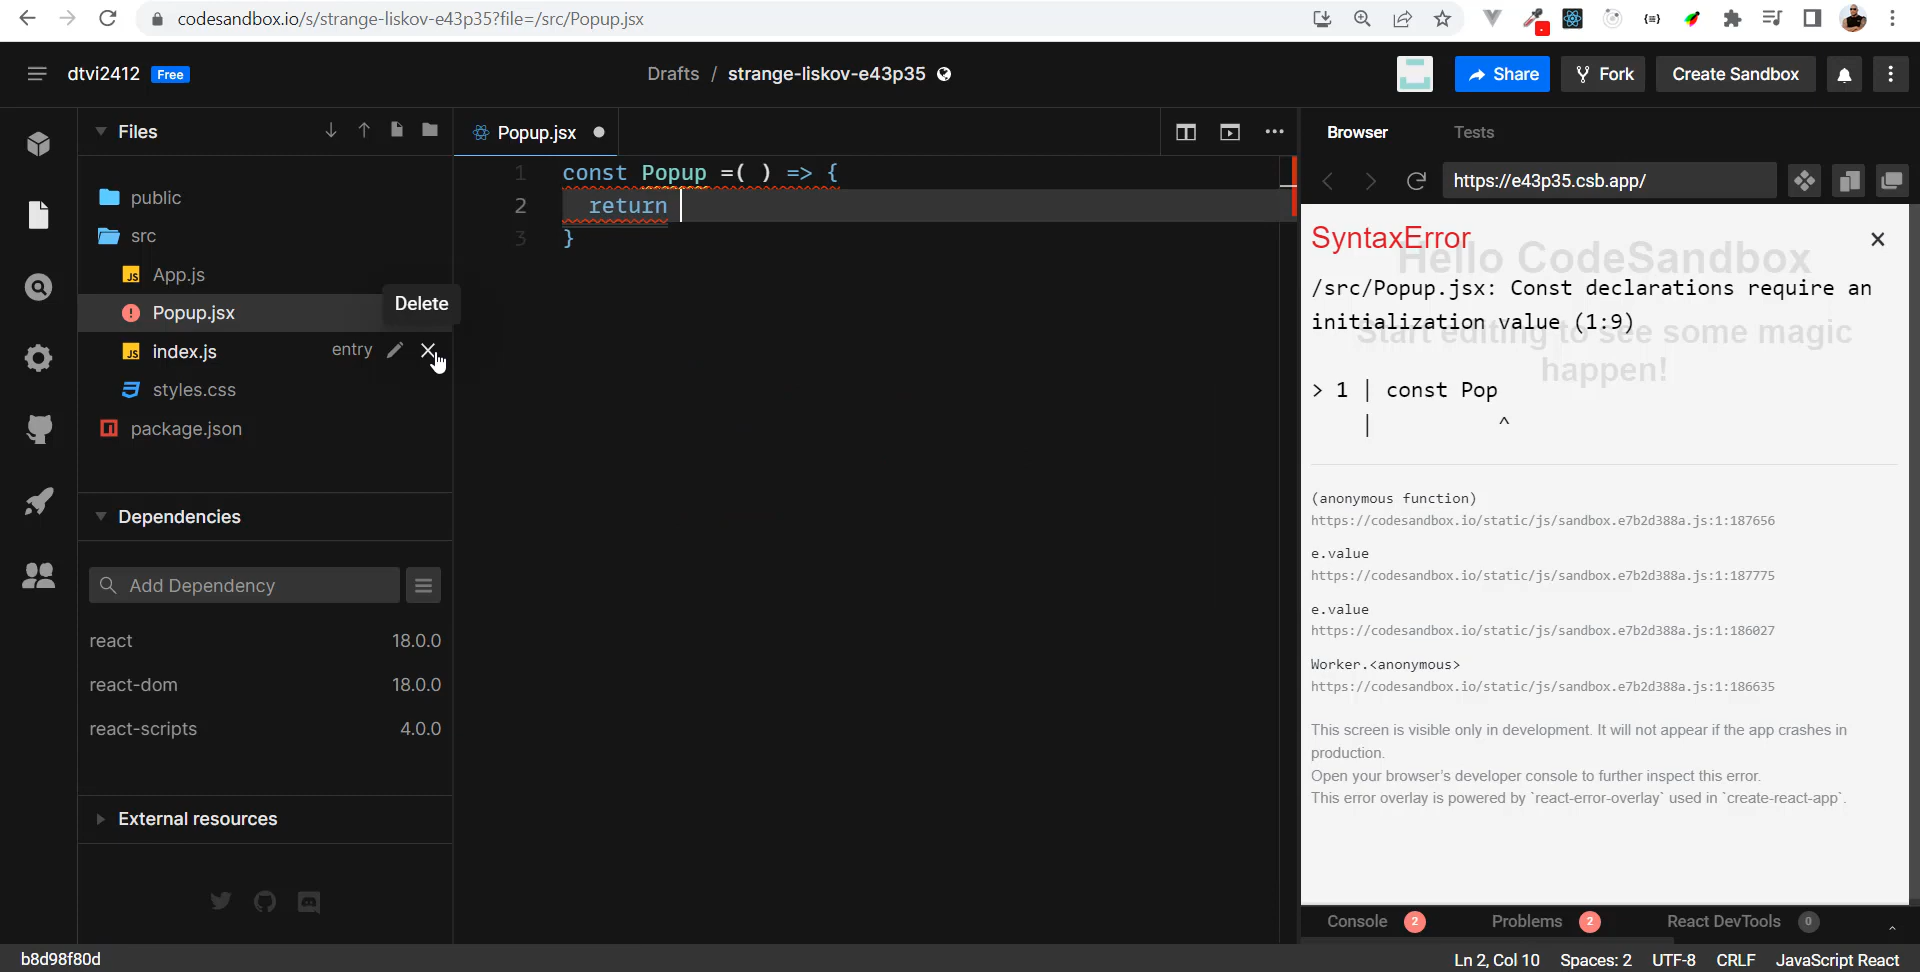 codesandbox.io/s/strange-liskov-e43p35?file=/src/Popup.jsx
dtvi2412 Free
Drafts / strange-liskov-e43p35
Share
Fork
Create Sandbox
Files
public
src
App.js
Popup.jsx
Delete
index.js entry
styles.css
package.json
Dependencies
Add Dependency
react 18.0.0
react-dom 18.0.0
react-scripts 4.0.0
External resources
b8d98f80d
Popup.jsx
1 const Popup =( ) => {
2 return
3 }
Browser
Tests
https://e43p35.csb.app/
SyntaxError
Hello CodeSandbox
/src/Popup.jsx: Const declarations require an
initialization value (1:9)
Start editing to see some magic
happen!
> 1 | const Pop
| ^
(anonymous function)
https://codesandbox.io/static/js/sandbox.e7b2d388a.js:1:187656
e.value
https://codesandbox.io/static/js/sandbox.e7b2d388a.js:1:187775
e.value
https://codesandbox.io/static/js/sandbox.e7b2d388a.js:1:186027
Worker.<anonymous>
https://codesandbox.io/static/js/sandbox.e7b2d388a.js:1:186635
This screen is visible only in development. It will not appear if the app crashes in
production.
Open your browser's developer console to further inspect this error.
This error overlay is powered by `react-error-overlay` used in `create-react-app`.
Console 2
Problems 2
React DevTools 0
Ln 2, Col 10 Spaces: 2 UTF-8 CRLF JavaScript React